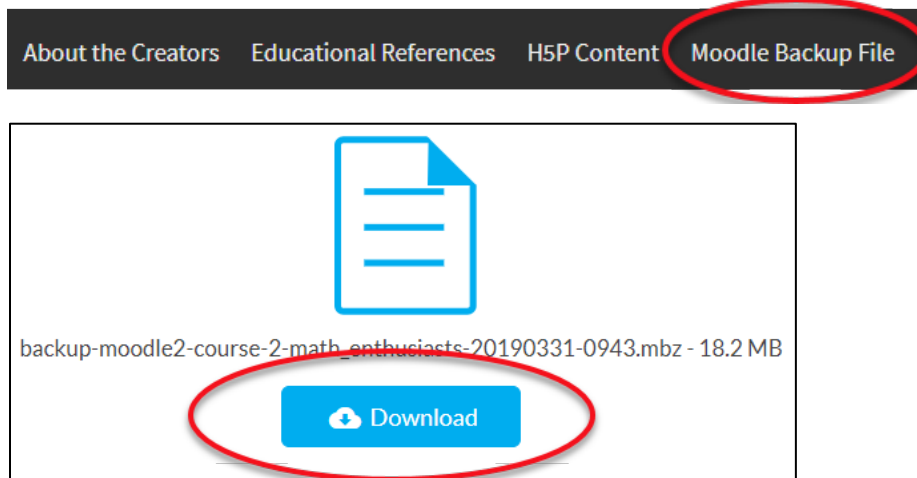 About the Creators Educational References H5P Content Moodle Backup File
backup-moodle2-course-2-math_enthusiasts-20190331-0943.mbz - 18.2 MB
Download